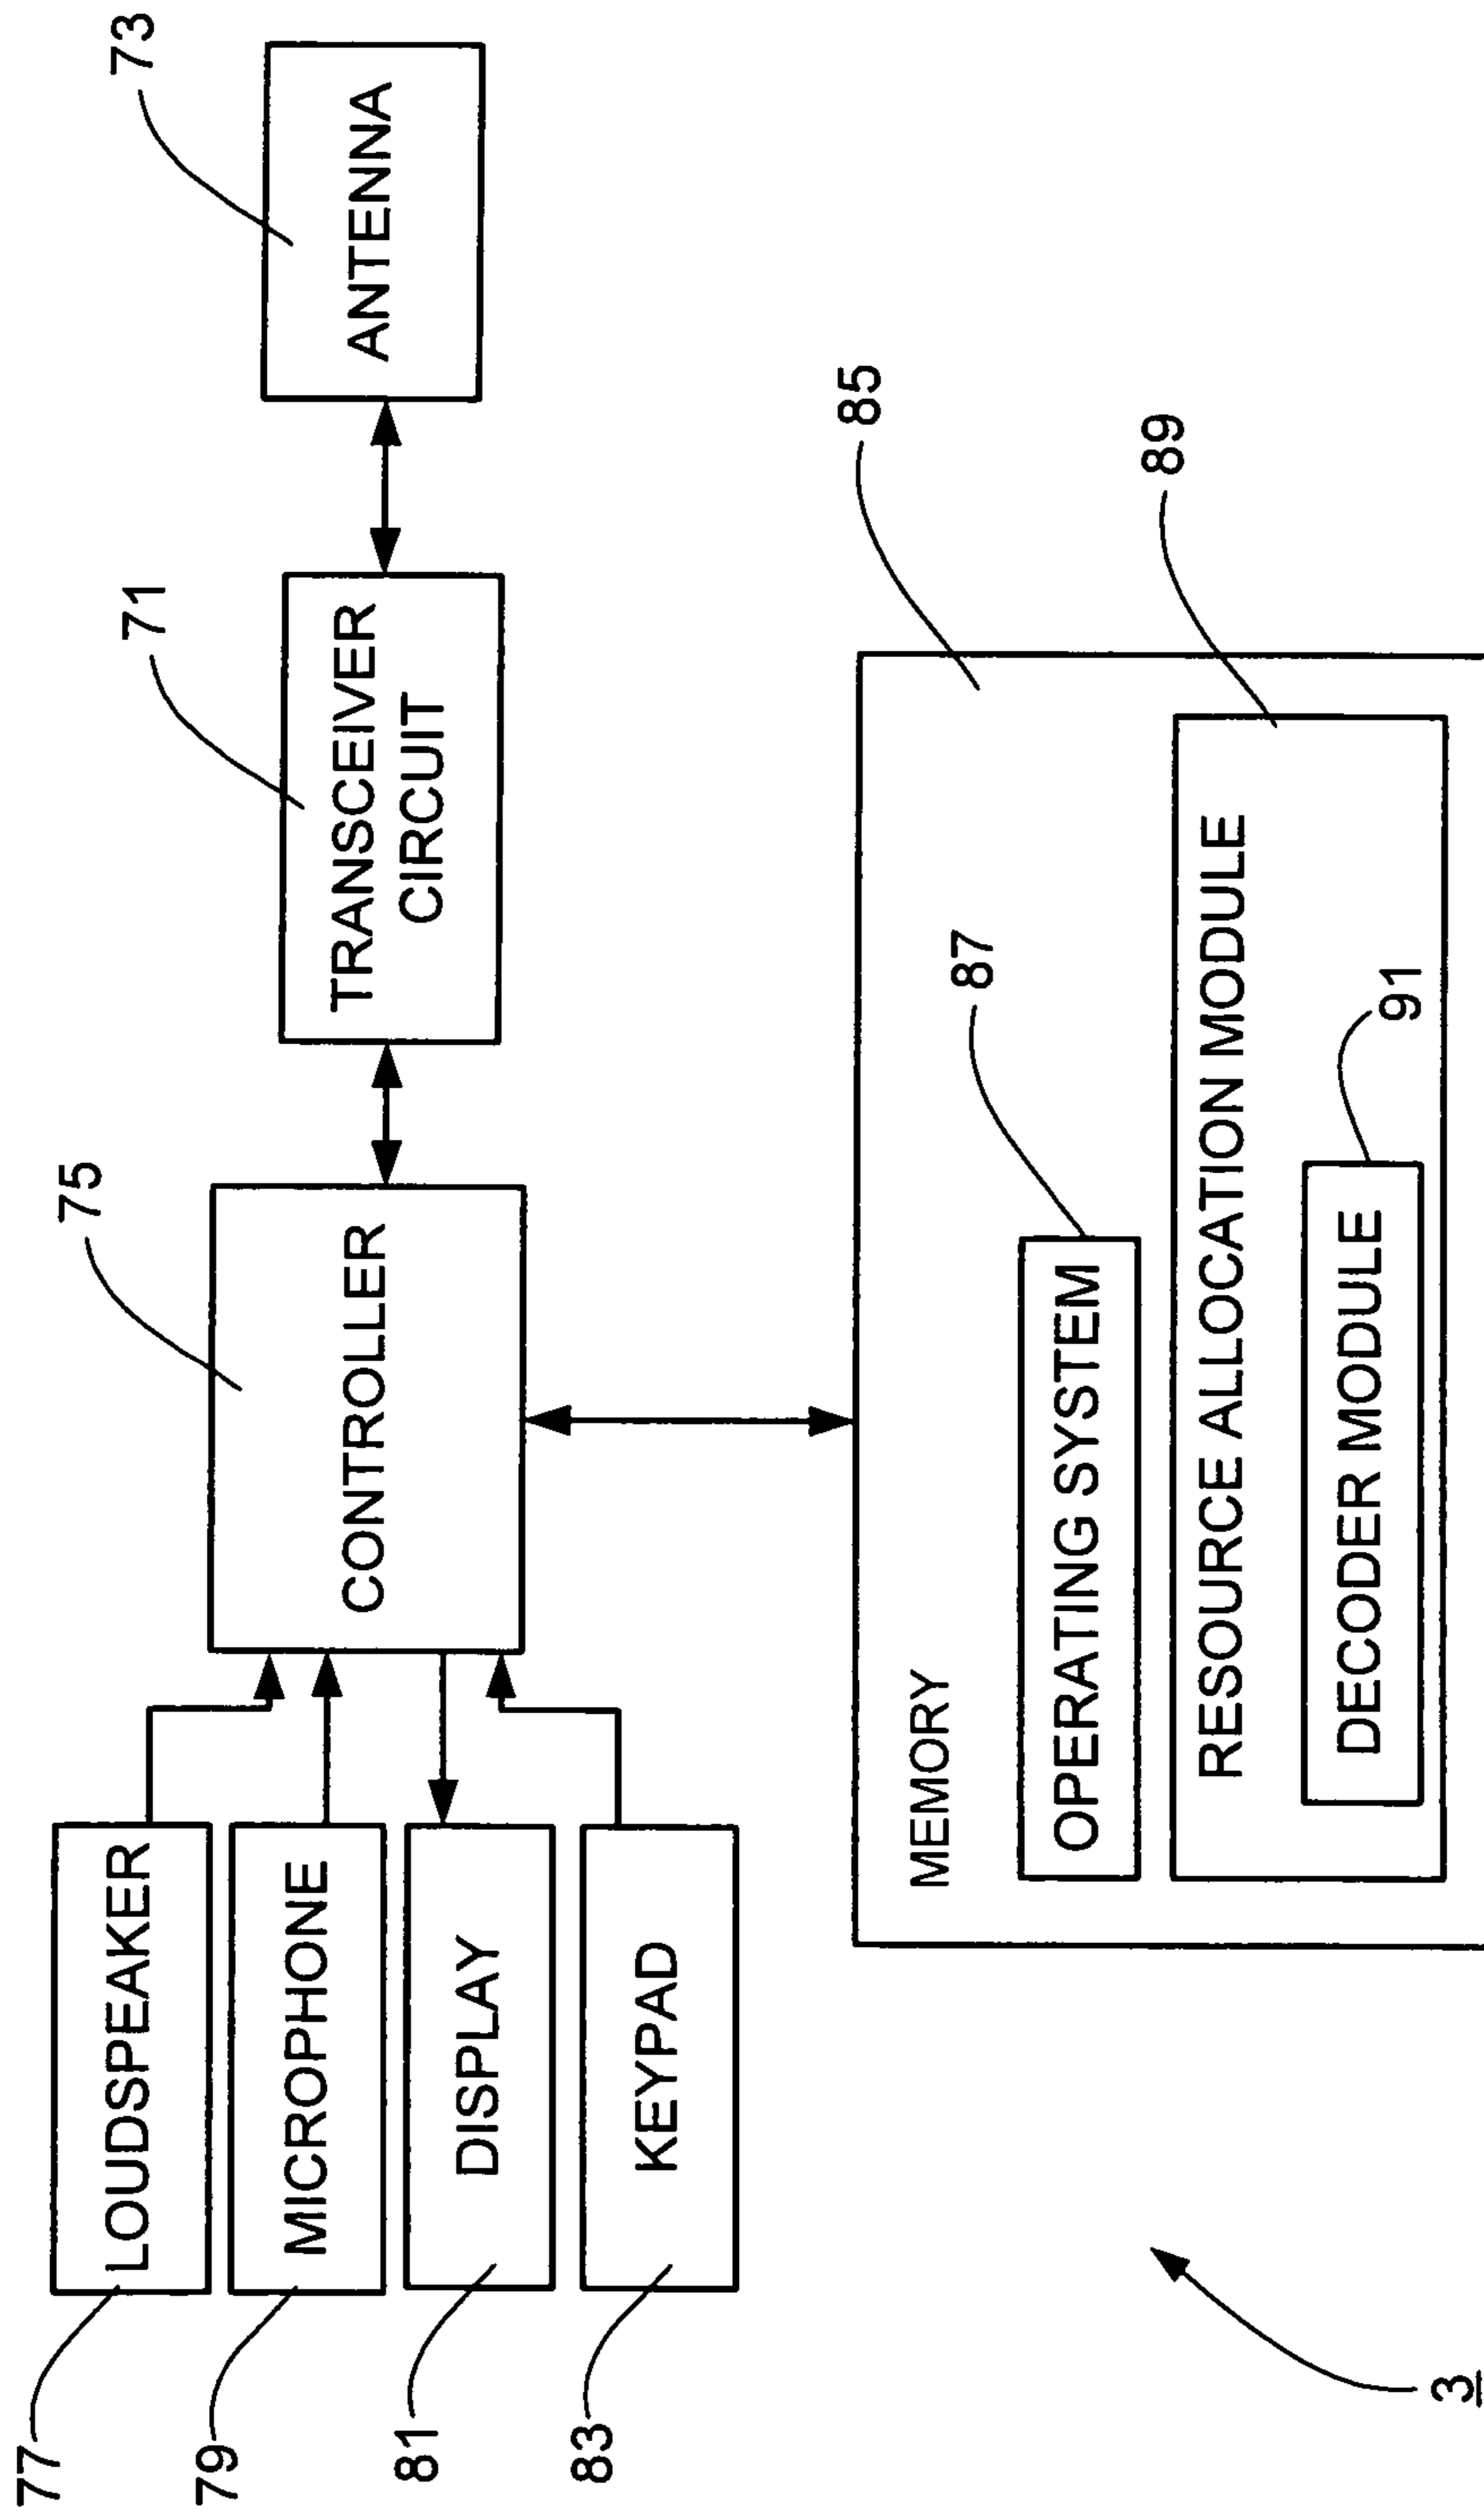 77
LOUDSPEAKER
79
MICROPHONE
81
DISPLAY
83
KEYPAD
75
CONTROLLER
71
TRANSCEIVER
CIRCUIT
73
ANTENNA
85
MEMORY
87
OPERATING SYSTEM
89
RESOURCE ALLOCATION MODULE
91
DECODER MODULE
3